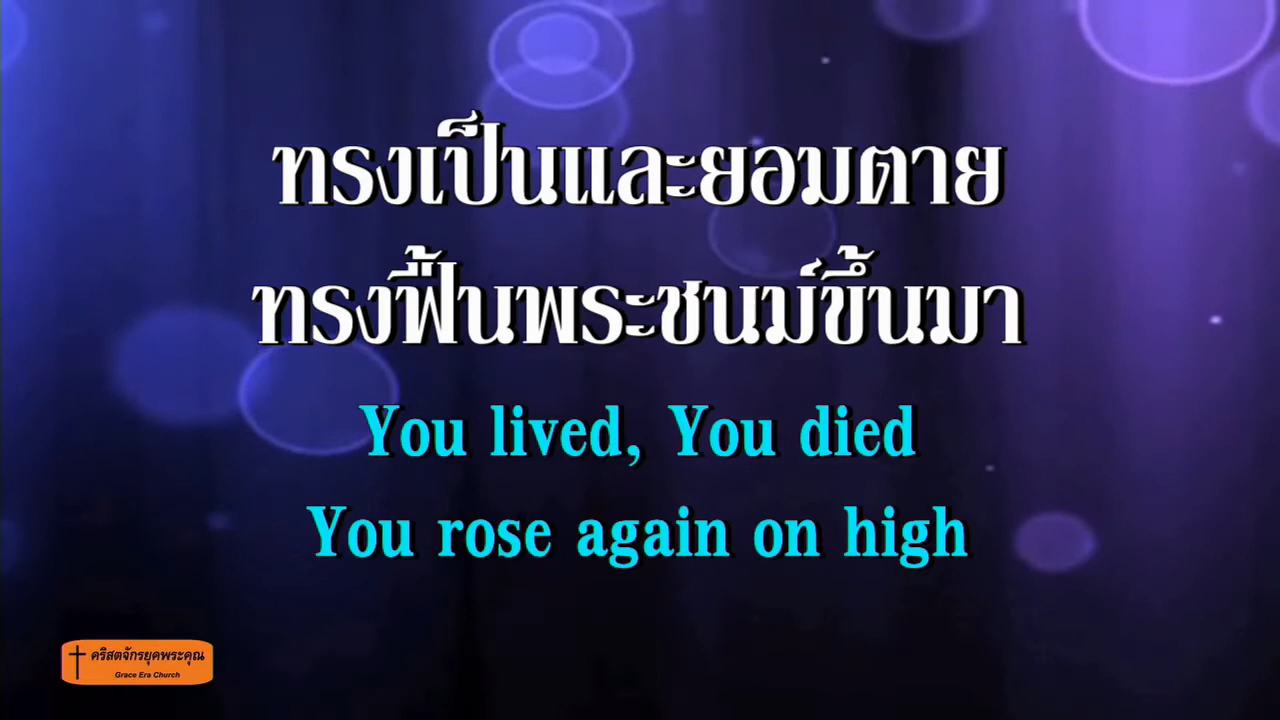 ทรงเป็นและยอมตาย
ทรงฟื้นพระชนม์ขึ้นมา
You lived, You died
You rose again on high
คริสตจักรยุคพระคุณ
Grace Era Church